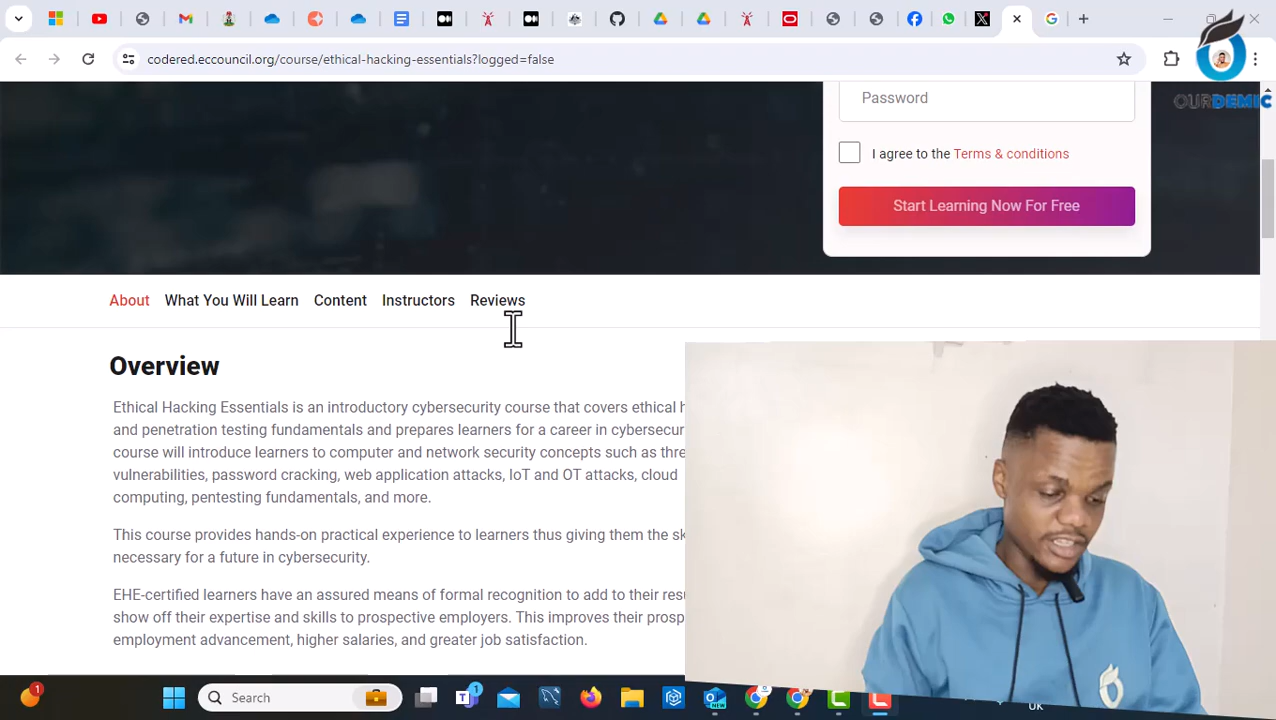 codered.eccouncil.org/course/ethical-hacking-essentials?logged=false
OURDEMIC
Password
I agree to the Terms & conditions
Start Learning Now For Free
About What You Will Learn Content Instructors Reviews
Overview
Ethical Hacking Essentials is an introductory cybersecurity course that covers ethical h
and penetration testing fundamentals and prepares learners for a career in cybersecur
course will introduce learners to computer and network security concepts such as thre
vulnerabilities, password cracking, web application attacks, IoT and OT attacks, cloud
computing, pentesting fundamentals, and more.
This course provides hands-on practical experience to learners thus giving them the sk
necessary for a future in cybersecurity.
EHE-certified learners have an assured means of formal recognition to add to their resu
show off their expertise and skills to prospective employers. This improves their prosp
employment advancement, higher salaries, and greater job satisfaction.
1
Search
1
NEW
UK